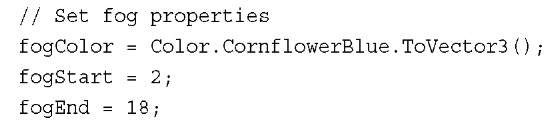 // Set fog properties
fogColor = Color.CornflowerBlue.ToVector3();
fogStart = 2;
fogEnd = 18;